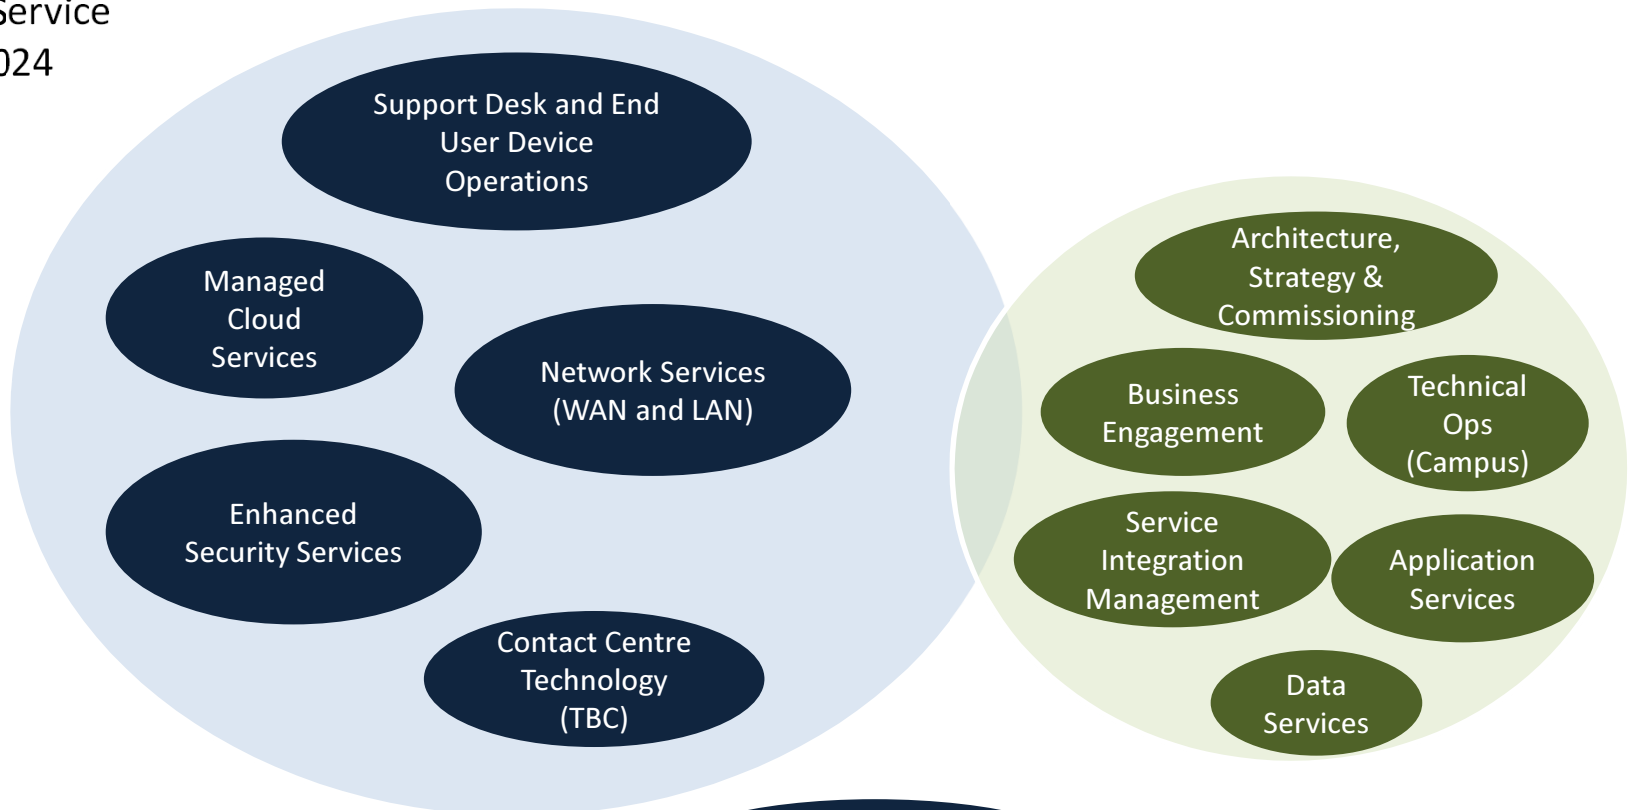 Service
024
Support Desk and End
User Device
Operations
Managed
Cloud
Services
Network Services
(WAN and LAN)
Enhanced
Security Services
Contact Centre
Technology
(TBC)
Architecture,
Strategy &
Commissioning
Business
Engagement
Technical
Ops
(Campus)
Service
Integration
Management
Application
Services
Data
Services